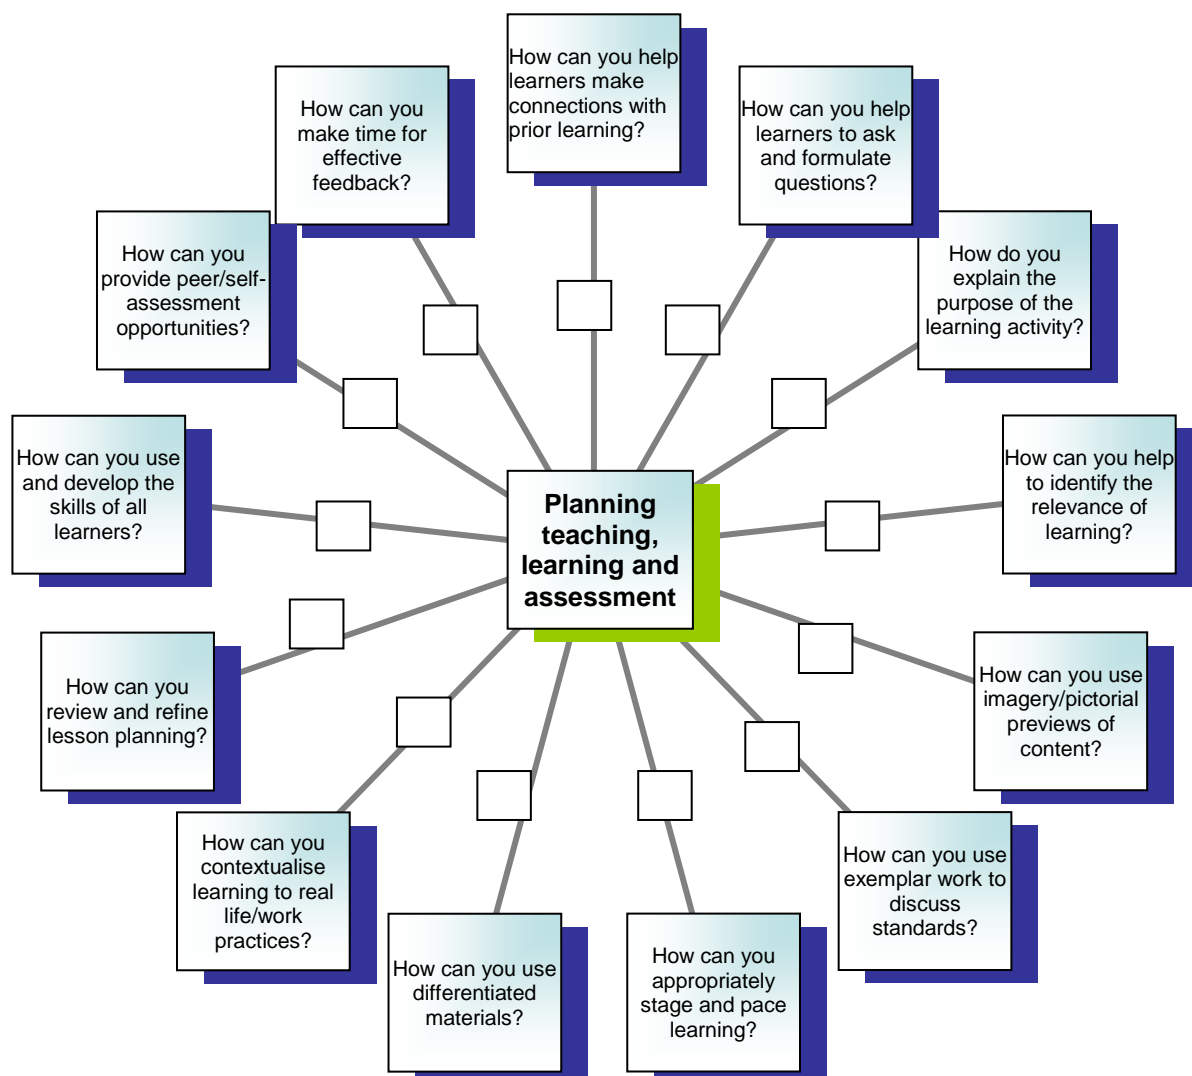 How can you help
learners make
connections with
prior learning?
How can you help
learners to ask
and formulate
questions?
How do you
explain the
purpose of the
learning activity?
How can you help
to identify the
relevance of
learning?
How can you use
imagery/pictorial
previews of
content?
How can you use
exemplar work to
discuss
standards?
How can you
appropriately
stage and pace
learning?
How can you use
differentiated
materials?
How can you
contextualise
learning to real
life/work
practices?
How can you
review and refine
lesson planning?
How can you use
and develop the
skills of all
learners?
How can you
provide peer/self-
assessment
opportunities?
How can you
make time for
effective
feedback?
Planning
teaching,
learning and
assessment